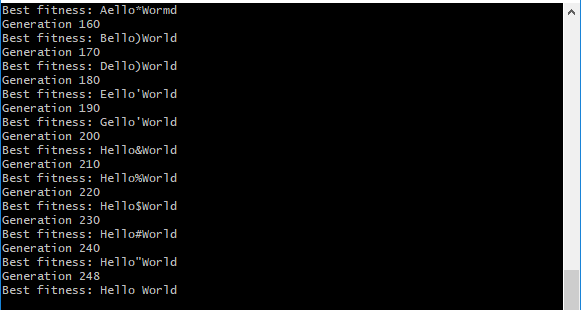 Best fitness: Aello*Wormd
Generation 160
Best fitness: Bello)World
Generation 170
Best fitness: Dello)World
Generation 180
Best fitness: Eello'World
Generation 190
Best fitness: Gello'World
Generation 200
Best fitness: Hello&World
Generation 210
Best fitness: Hello%World
Generation 220
Best fitness: Hello$World
Generation 230
Best fitness: Hello#World
Generation 240
Best fitness: Hello"World
Generation 248
Best fitness: Hello World